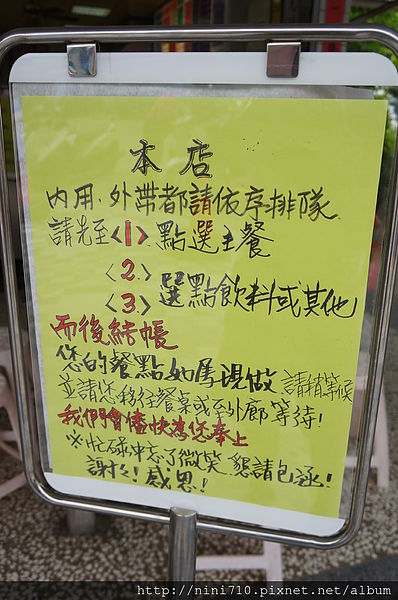 本店
內用.外帶都請依序排隊
請先至<1.>點選主餐
<2.>
<3.>選點飲料或其他
而後結帳
您的餐點如為現做 請稍等候
並請您移往餐桌或到外廊等待!
我們會儘快為您奉上
※忙碌中忘了微笑.懇請包涵!
謝謝!感恩!
http://nini710.pixnet.net/album